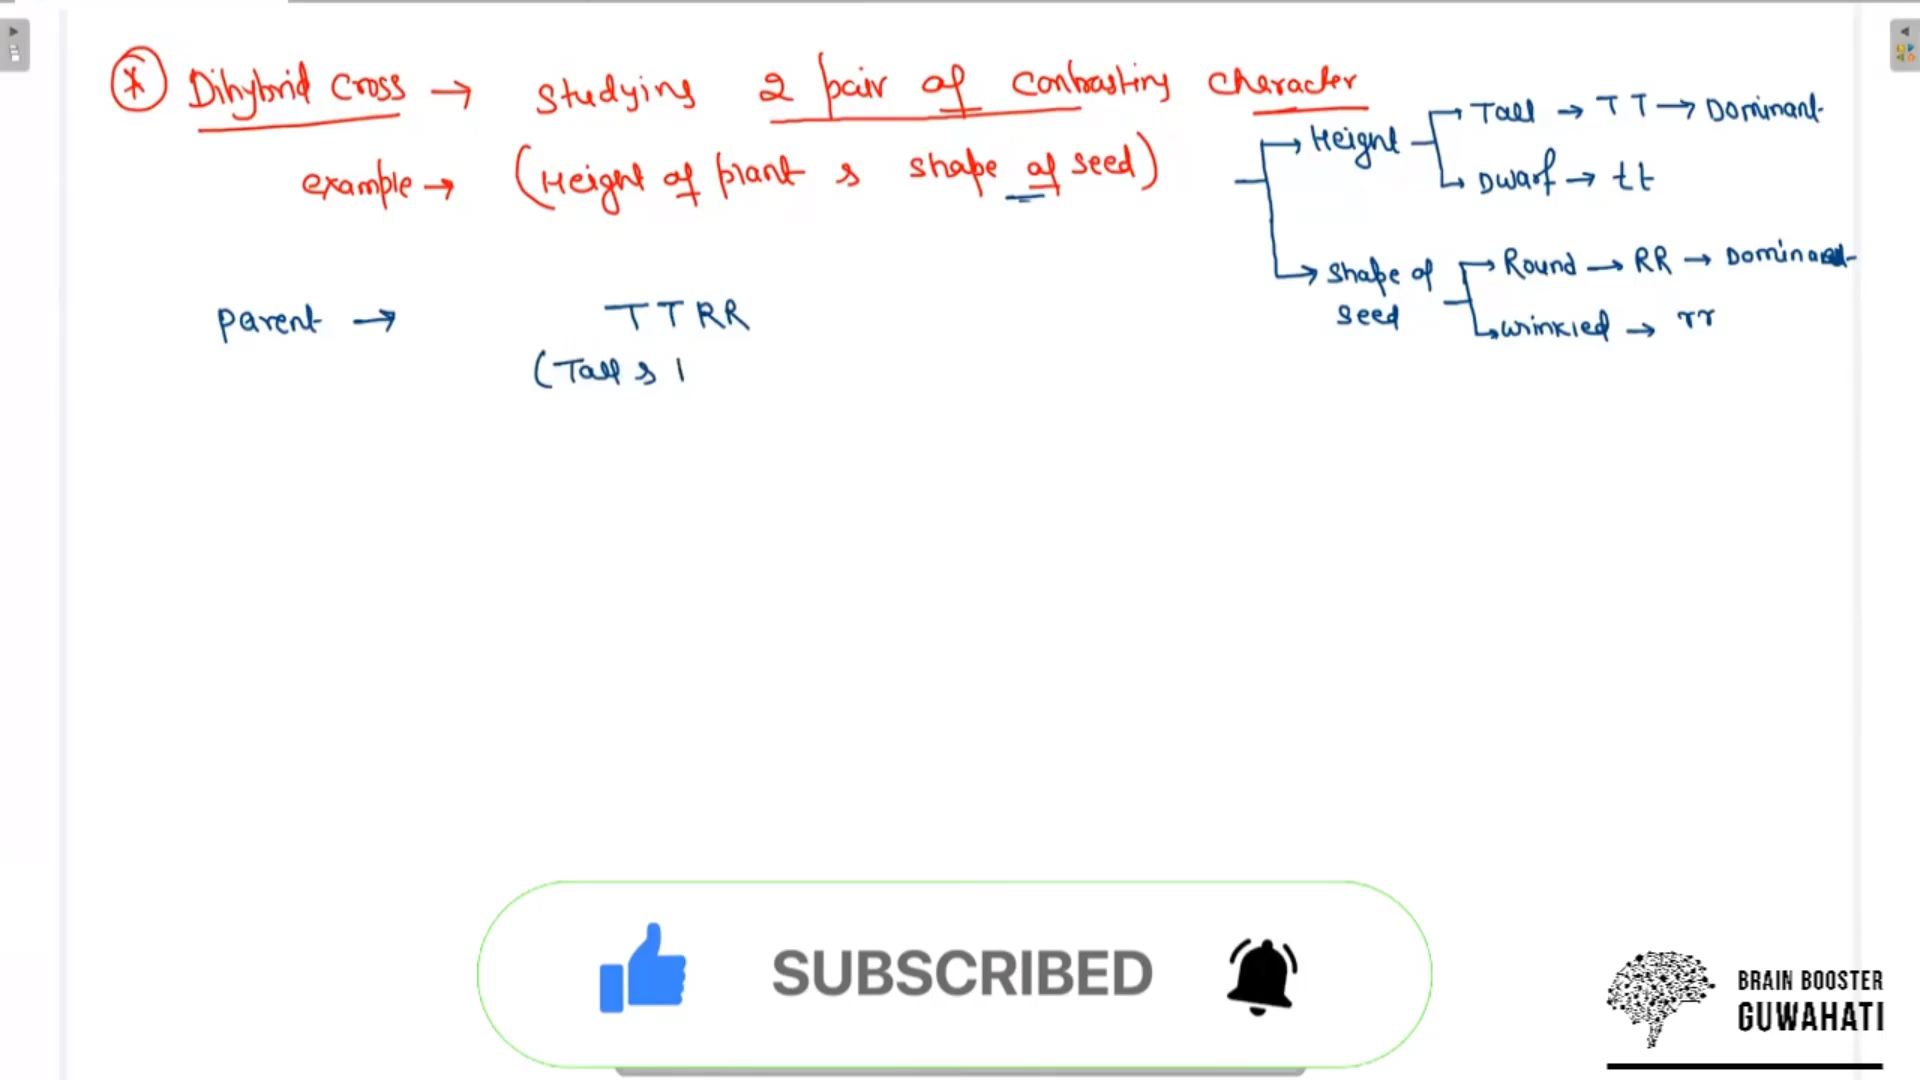 * Dihybrid Cross → Studying 2 pair of contrasting character
example → (Height of plant & shape of seed)
→ Height
Tall → TT → Dominant
Dwarf → tt
→ Shape of seed
Round → RR → Dominant
Wrinkled → rr
parent → TTRR
(Tall &
SUBSCRIBED
BRAIN BOOSTER
GUWAHATI